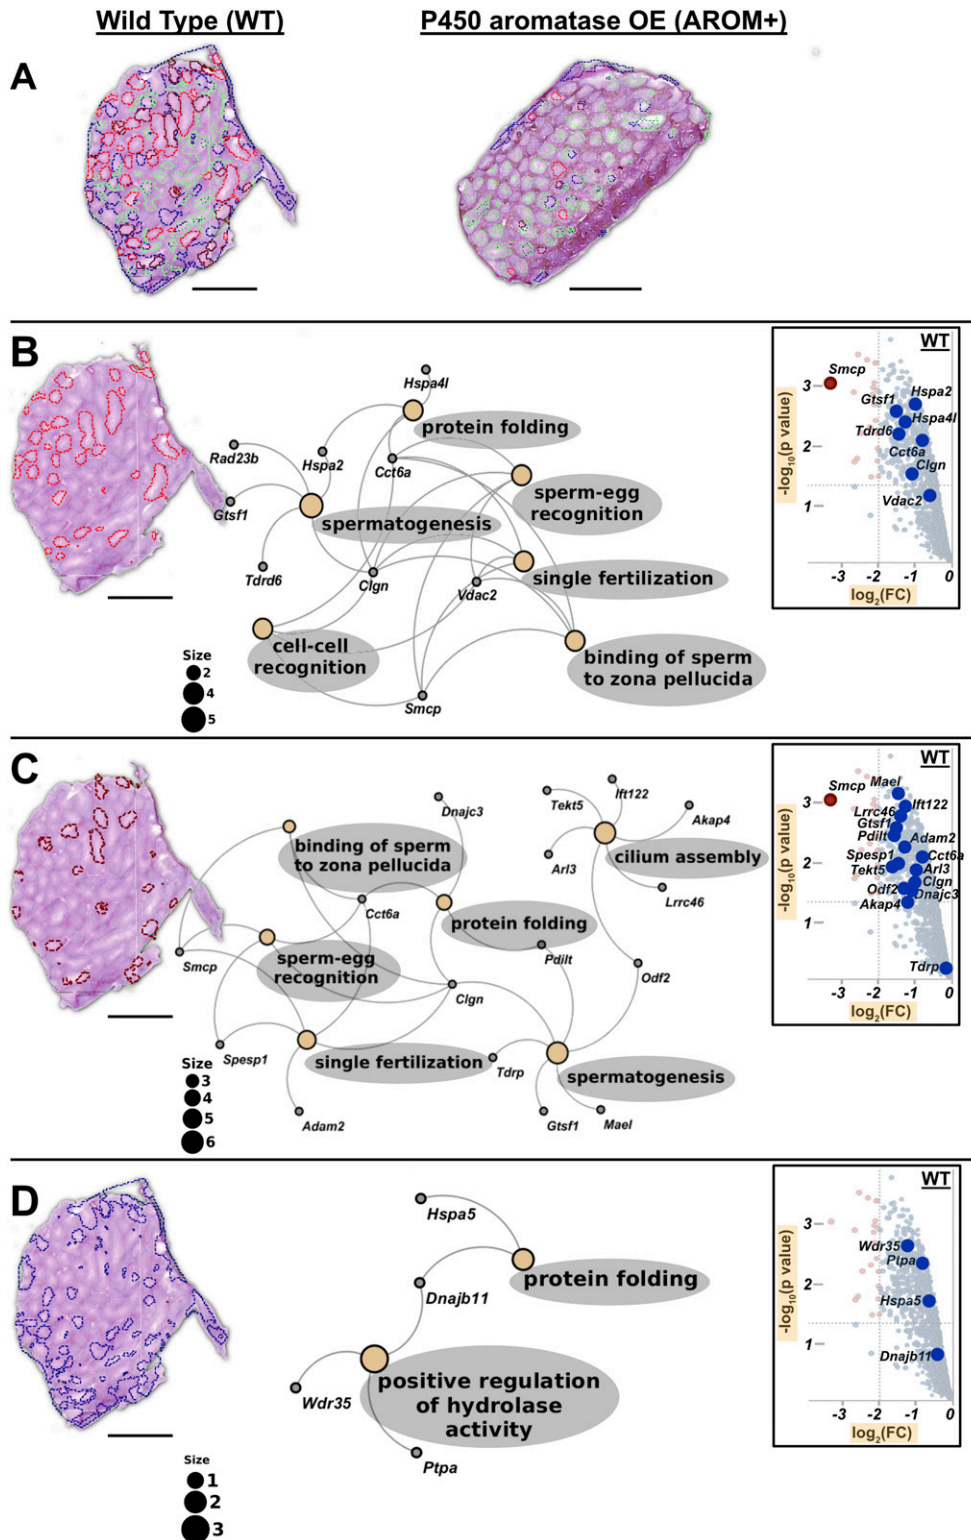 Wild Type (WT)
P450 aromatase OE (AROM+)
A
B
Hspa4l
protein folding
Rad23b
Hspa2
Cct6a
sperm-egg
recognition
Gtsf1
spermatogenesis
Tdrd6
Clgn
Vdac2
single fertilization
cell-cell
recognition
binding of sperm
to zona pellucida
Smcp
Size
2
4
5
WT
Smcp
Hspa2
Gtsf1
Hspa4l
Tdrd6
Cct6a
Clgn
Vdac2
3
2
1
-log10(p value)
-3 -2 -1 0
log2(FC)
C
Dnajc3
Tekt5
Ift122
Akap4
binding of sperm
to zona pellucida
cilium assembly
Arl3
Lrrc46
Cct6a
protein folding
Smcp
sperm-egg
recognition
Pdilt
Odf2
Clgn
Spesp1
single fertilization
Tdrp
spermatogenesis
Adam2
Gtsf1
Mael
Size
3
4
5
6
WT
Smcp
Mael
Lrrc46
Ift122
Gtsf1
Pdilt
Adam2
Spesp1
Cct6a
Tekt5
Arl3
Odf2
Clgn
Dnajc3
Akap4
Tdrp
3
2
1
-log10(p value)
-3 -2 -1 0
log2(FC)
D
Hspa5
protein folding
Dnajb11
positive regulation
of hydrolase
activity
Wdr35
Ptpa
Size
1
2
3
WT
Wdr35
Ptpa
Hspa5
Dnajb11
3
2
1
-log10(p value)
-3 -2 -1 0
log2(FC)